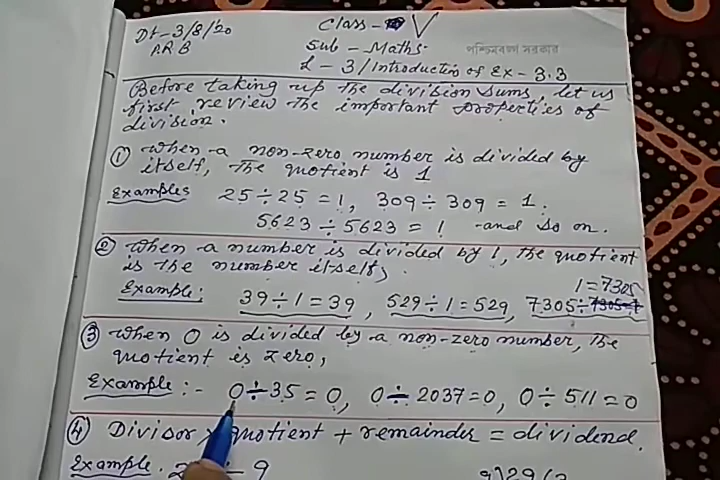 Dt-3/8/20
P.R B
Class- V
Sub - Maths.
পশ্চিমবঙ্গ সরকার
L-3/Introduction of Ex-3.3
Before taking up the division sums, let us
first review the important properties of
division.
① When a non-zero number is divided by
itself, the quotient is 1
Examples 25÷25=1, 309÷309=1.
5623÷5623=1 and so on.
② When a number is divided by 1, the quotient
is the number itself,
1=7305
Example: 39÷1=39, 529÷1=529, 7305÷
③ When 0 is divided by a non-zero number, the
quotient is zero,
Example:- 0÷35=0, 0÷2037=0, 0÷511=0
④ Divisor × quotient + remainder = dividend.
Example. 2 ÷ 9